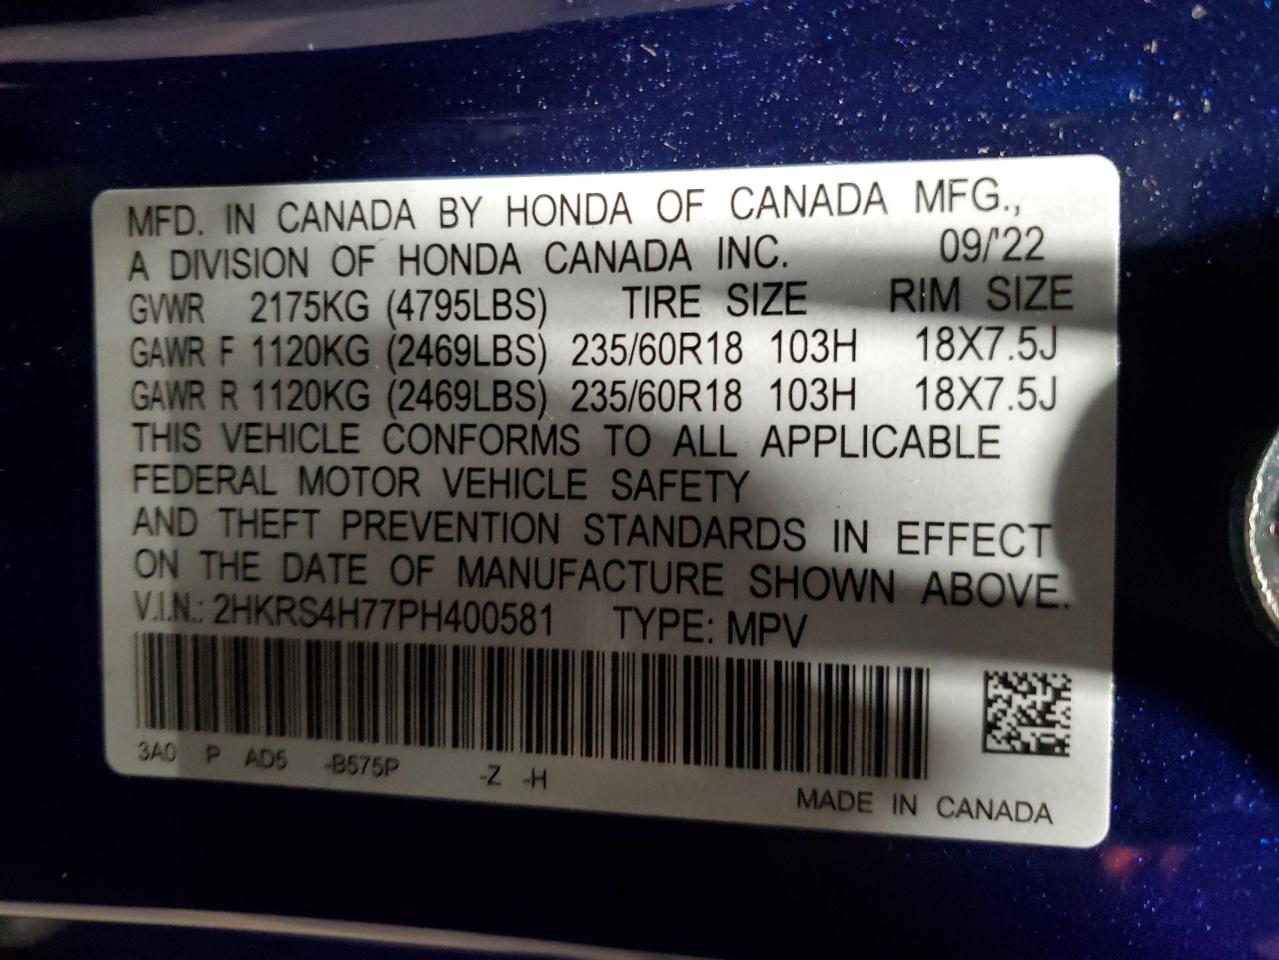 MFD. IN CANADA BY HONDA OF CANADA MFG.,
A DIVISION OF HONDA CANADA INC. 09/'22
GVWR 2175KG (4795LBS) TIRE SIZE RIM SIZE
GAWR F 1120KG (2469LBS) 235/60R18 103H 18X7.5J
GAWR R 1120KG (2469LBS) 235/60R18 103H 18X7.5J
THIS VEHICLE CONFORMS TO ALL APPLICABLE
FEDERAL MOTOR VEHICLE SAFETY
AND THEFT PREVENTION STANDARDS IN EFFECT
ON THE DATE OF MANUFACTURE SHOWN ABOVE.
V.I.N.: 2HKRS4H77PH400581 TYPE: MPV
3A0 P AD5 -B575P -Z -H
MADE IN CANADA